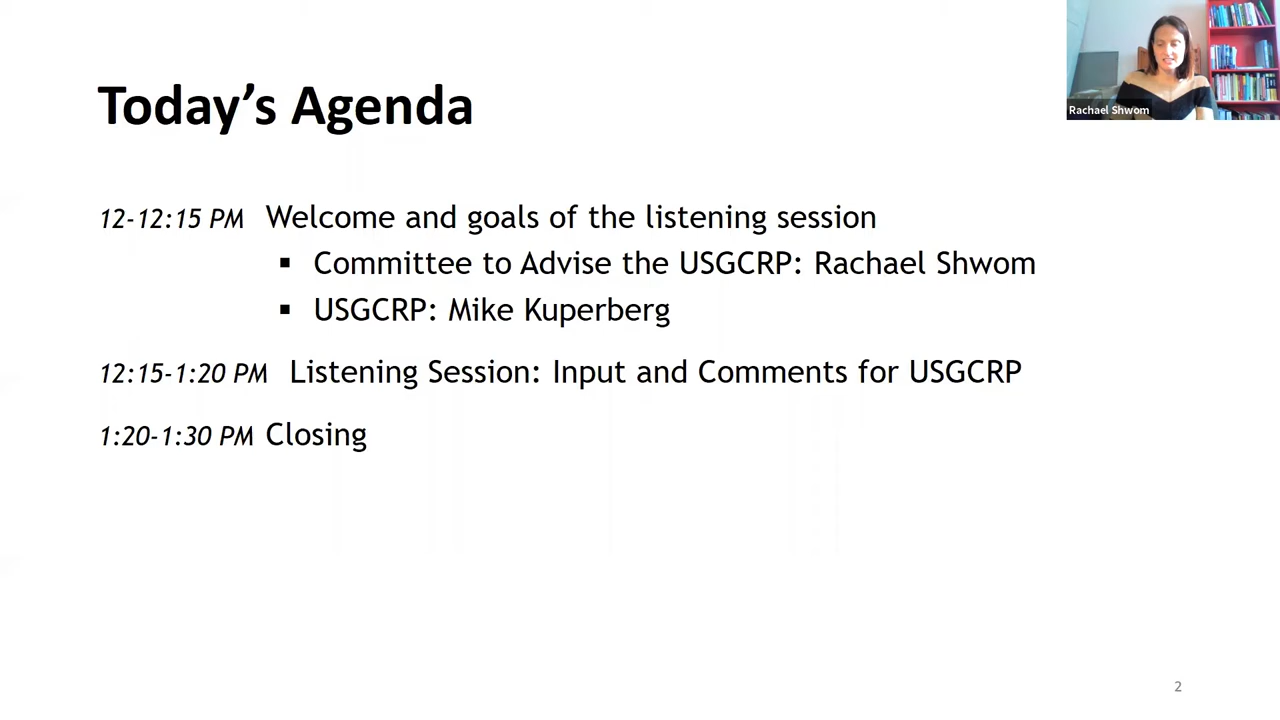 Today’s Agenda
Rachael Shwom
12-12:15 PM Welcome and goals of the listening session
▪ Committee to Advise the USGCRP: Rachael Shwom
▪ USGCRP: Mike Kuperberg
12:15-1:20 PM Listening Session: Input and Comments for USGCRP
1:20-1:30 PM Closing
2